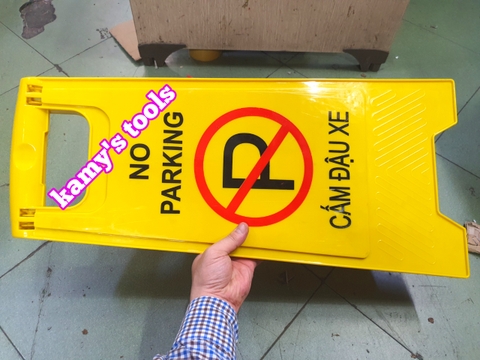 kamy's tools
NO
PARKING
P
CẤM ĐẬU XE